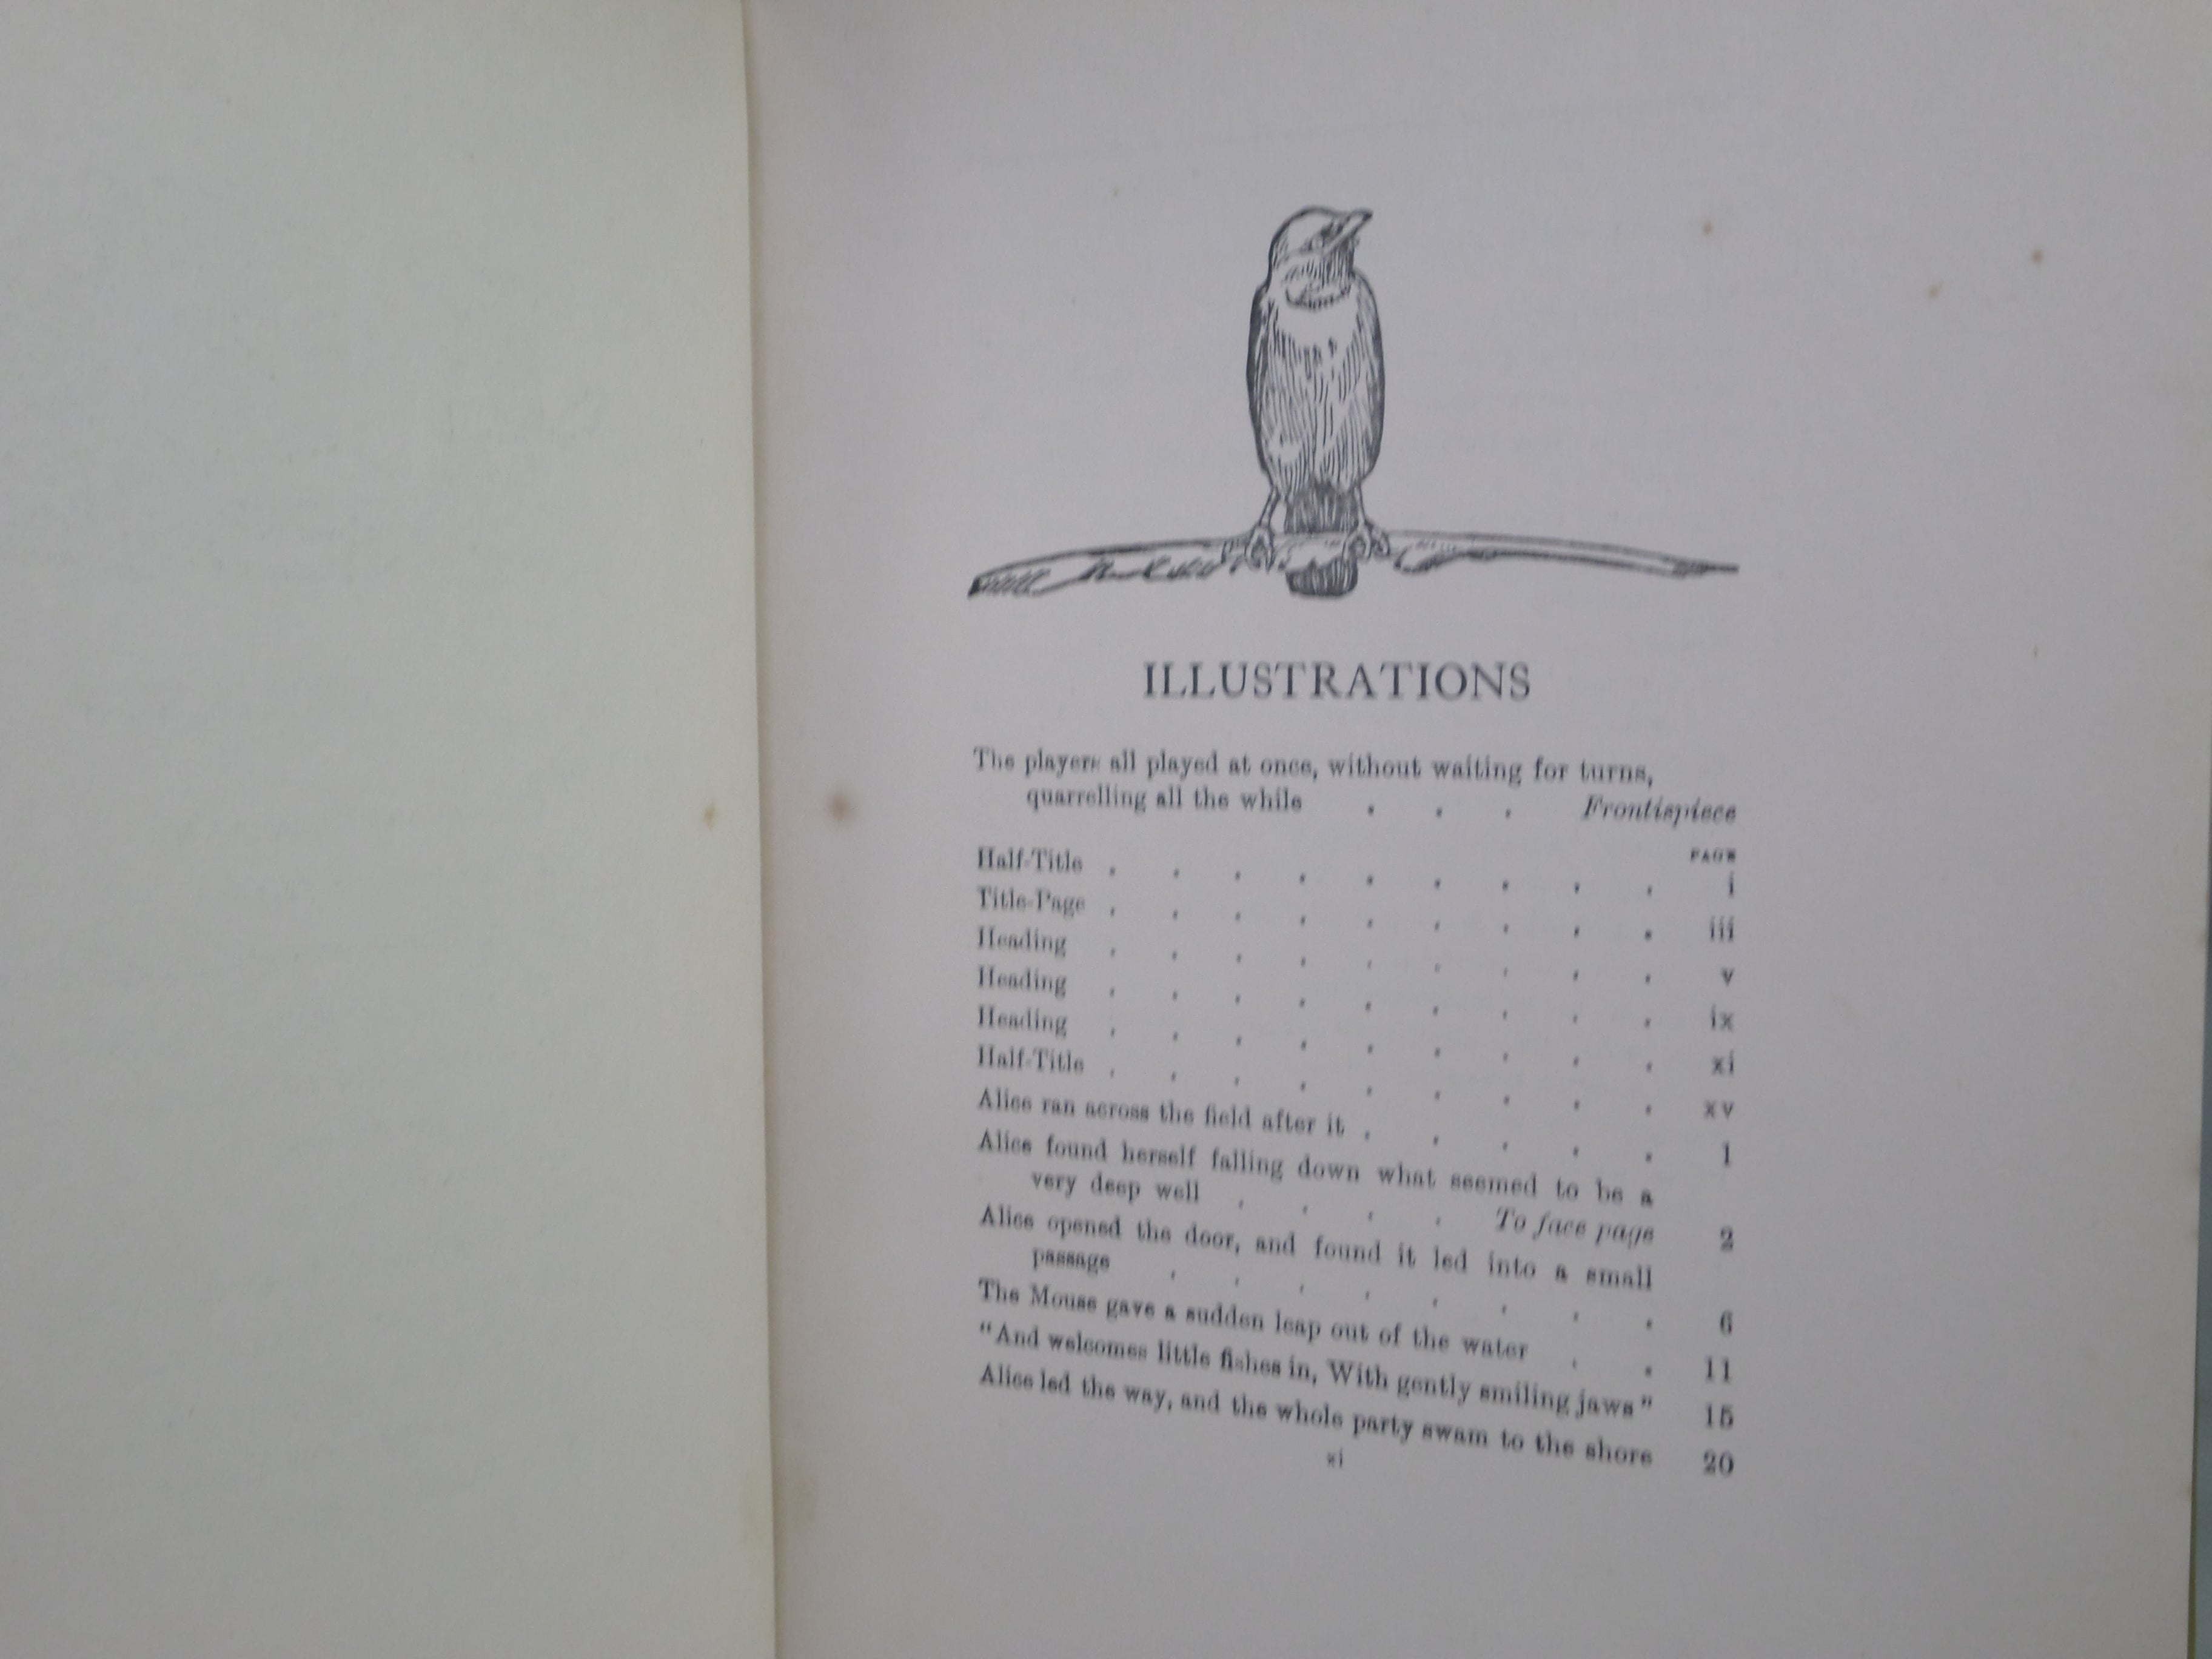 ILLUSTRATIONS
The players all played at once, without waiting for turns,
quarrelling all the while . . . Frontispiece
PAGE
Half-Title . . . . . . . . . i
Title-Page . . . . . . . . . iii
Heading . . . . . . . . . v
Heading . . . . . . . . . ix
Heading . . . . . . . . . xi
Half-Title . . . . . . . . . xv
Alice ran across the field after it . . . . . 1
Alice found herself falling down what seemed to be a
very deep well . . . . To face page 2
Alice opened the door, and found it led into a small
passage . . . . . . . . 6
The Mouse gave a sudden leap out of the water . . 11
"And welcomes little fishes in, With gently smiling jaws" 15
Alice led the way, and the whole party swam to the shore 20
xi